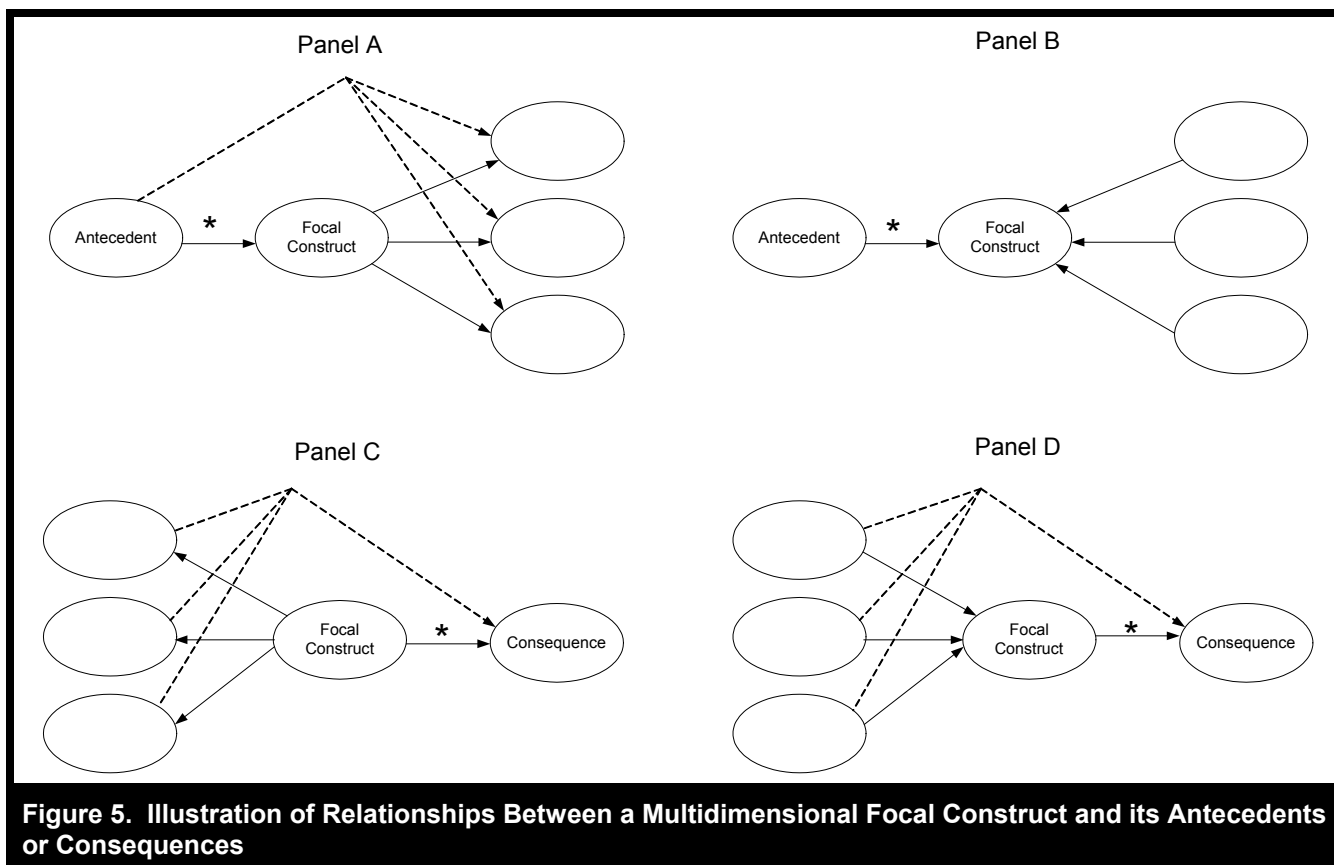 Panel A
Antecedent
*
Focal
Construct
Panel B
Antecedent
*
Focal
Construct
Panel C
Focal
Construct
*
Consequence
Panel D
Focal
Construct
*
Consequence
Figure 5. Illustration of Relationships Between a Multidimensional Focal Construct and its Antecedents
or Consequences